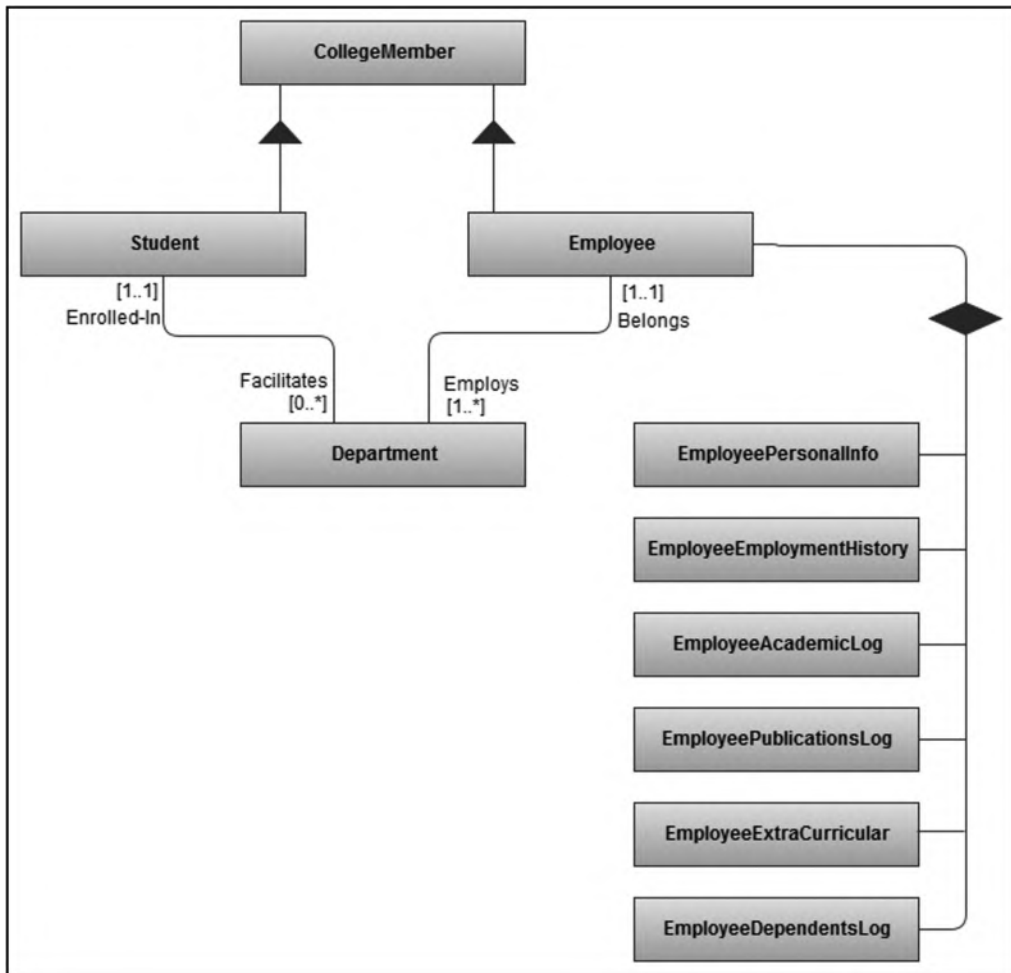 CollegeMember
Student
Employee
[1..1]
Enrolled-In
[1..1]
Belongs
Facilitates
[0..*]
Employs
[1..*]
Department
EmployeePersonalInfo
EmployeeEmploymentHistory
EmployeeAcademicLog
EmployeePublicationsLog
EmployeeExtraCurricular
EmployeeDependentsLog